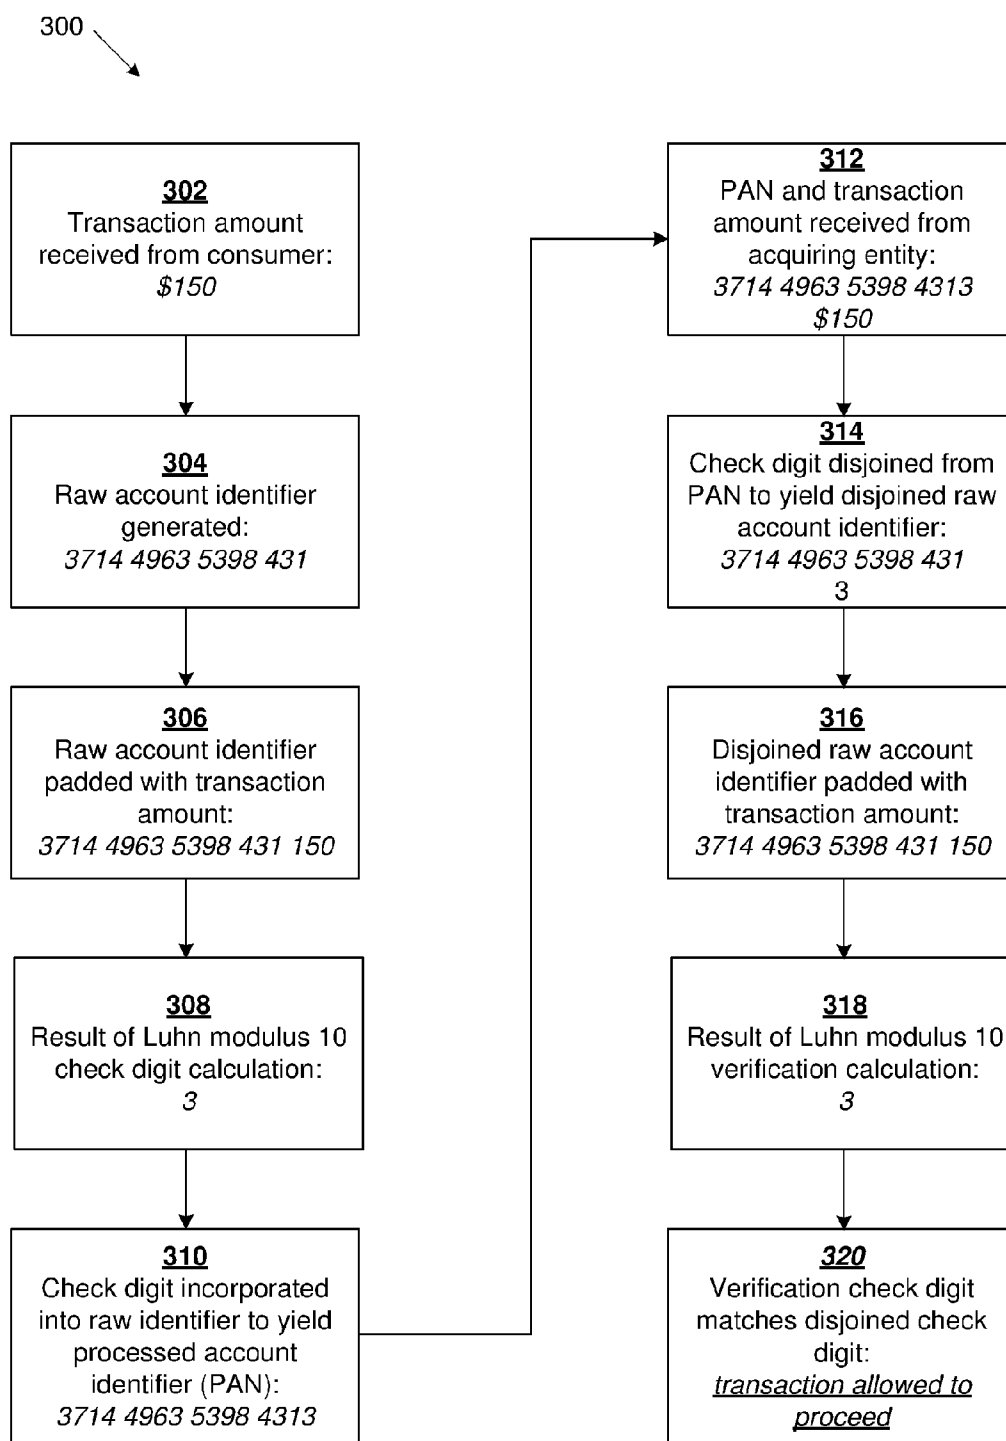 300
302
Transaction amount
received from consumer:
$150
304
Raw account identifier
generated:
3714 4963 5398 431
306
Raw account identifier
padded with transaction
amount:
3714 4963 5398 431 150
308
Result of Luhn modulus 10
check digit calculation:
3
310
Check digit incorporated
into raw identifier to yield
processed account
identifier (PAN):
3714 4963 5398 4313
312
PAN and transaction
amount received from
acquiring entity:
3714 4963 5398 4313
$150
314
Check digit disjoined from
PAN to yield disjoined raw
account identifier:
3714 4963 5398 431
3
316
Disjoined raw account
identifier padded with
transaction amount:
3714 4963 5398 431 150
318
Result of Luhn modulus 10
verification calculation:
3
320
Verification check digit
matches disjoined check
digit:
transaction allowed to
proceed